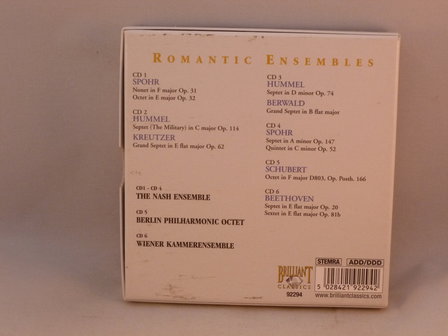 ROMANTIC ENSEMBLES
CD 1
SPOHR
Nonet in F major Op. 31
Octet in E major Op. 32
CD 2
HUMMEL
Septet (The Military) in C major Op. 114
KREUTZER
Grand Septet in E flat major Op. 62
CD 3
HUMMEL
Septet in D minor Op. 74
BERWALD
Grand Septet in B flat major
CD 4
SPOHR
Septet in A minor Op. 147
Quintet in C minor Op. 52
CD 5
SCHUBERT
Octet in F major D803, Op. Posth. 166
CD 6
BEETHOVEN
Septet in E flat major Op. 20
Sextet in E flat major Op. 81b
CD1 - CD 4
THE NASH ENSEMBLE
CD 5
BERLIN PHILHARMONIC OCTET
CD 6
WIENER KAMMERENSEMBLE
BRILLIANT
CLASSICS
92294
STEMRA ADD/DDD
5 028421 922942
www.brilliantclassics.com